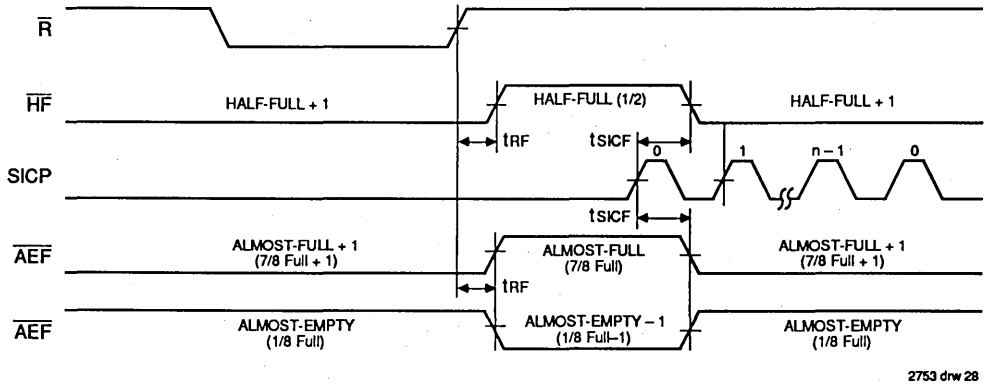 R
HF
HALF-FULL + 1
HALF-FULL (1/2)
HALF-FULL + 1
tRF
tSICF
SICP
0
1
n – 1
0
tSICF
AEF
ALMOST-FULL + 1
(7/8 Full + 1)
ALMOST-FULL
(7/8 Full)
ALMOST-FULL + 1
(7/8 Full + 1)
tRF
AEF
ALMOST-EMPTY
(1/8 Full)
ALMOST-EMPTY – 1
(1/8 Full–1)
ALMOST-EMPTY
(1/8 Full)
2753 drw 28